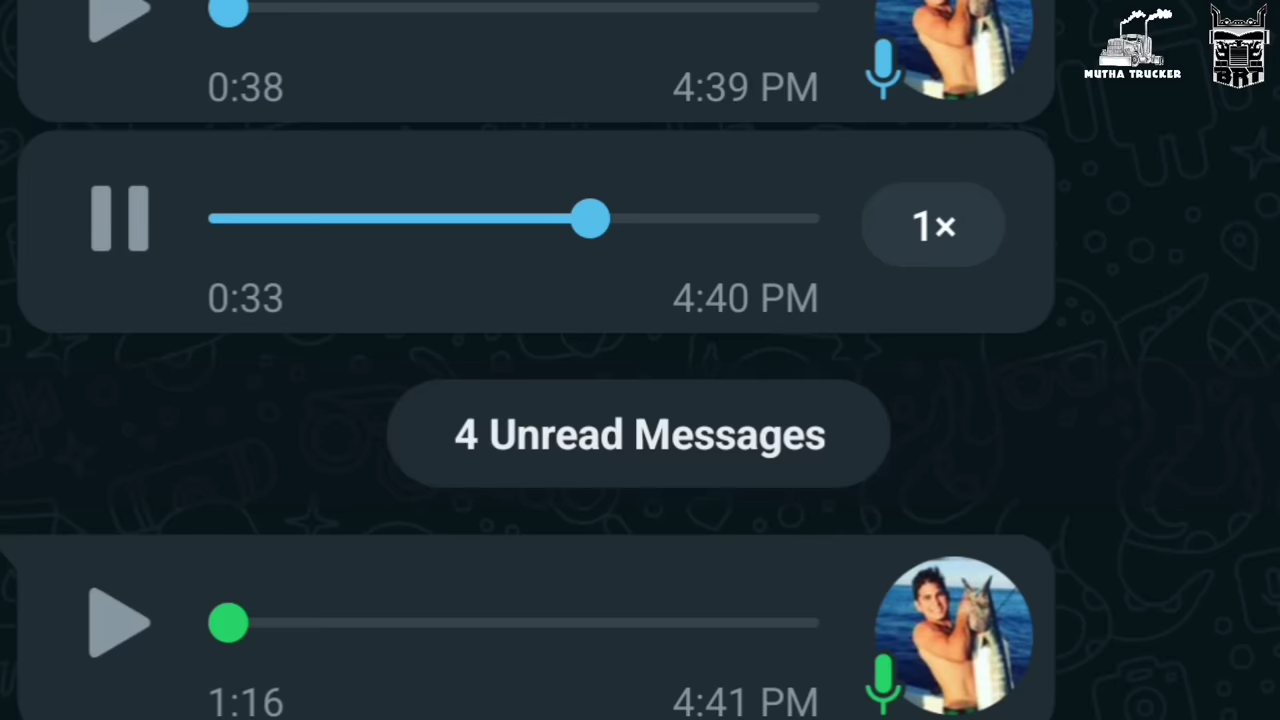 0:38 4:39 PM
MUTHA TRUCKER
BRT
1×
0:33 4:40 PM
4 Unread Messages
1:16 4:41 PM